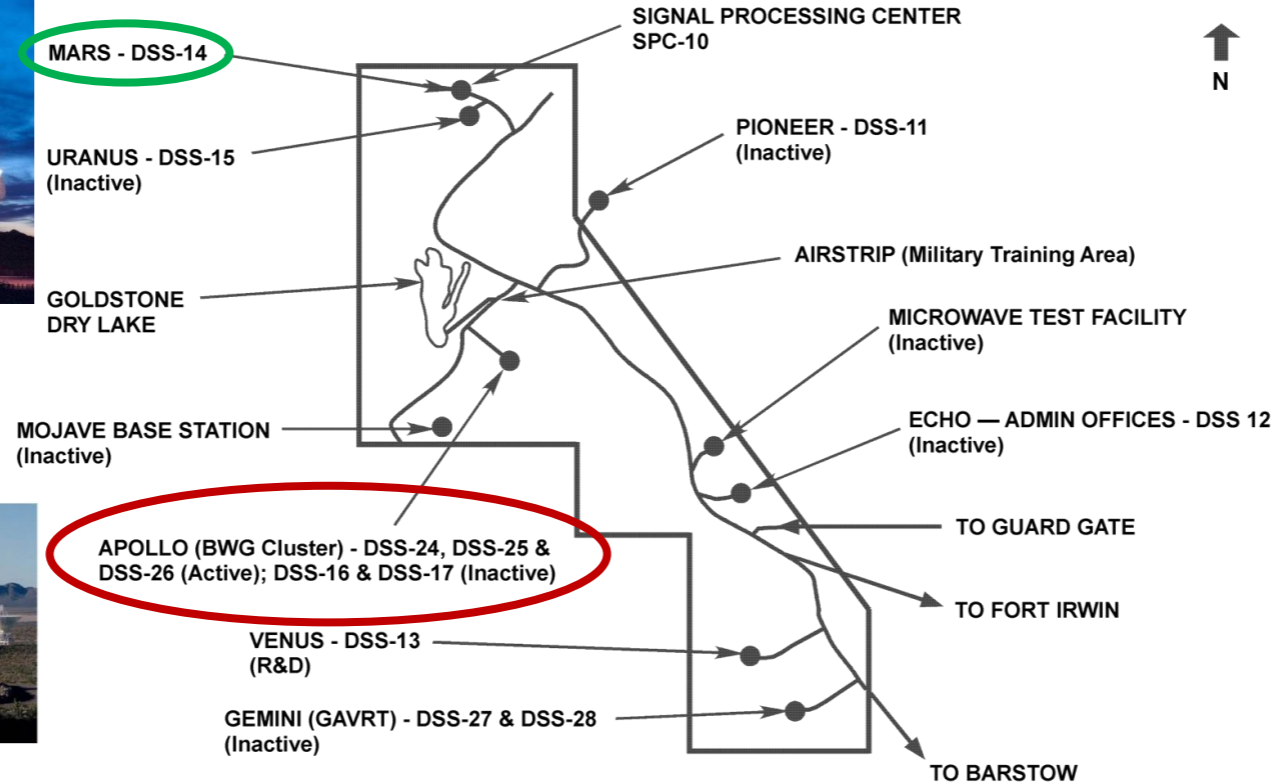 SIGNAL PROCESSING CENTER
SPC-10
MARS - DSS-14
N
PIONEER - DSS-11
(Inactive)
URANUS - DSS-15
(Inactive)
AIRSTRIP (Military Training Area)
GOLDSTONE
DRY LAKE
MICROWAVE TEST FACILITY
(Inactive)
ECHO — ADMIN OFFICES - DSS 12
(Inactive)
MOJAVE BASE STATION
(Inactive)
TO GUARD GATE
APOLLO (BWG Cluster) - DSS-24, DSS-25 &
DSS-26 (Active); DSS-16 & DSS-17 (Inactive)
TO FORT IRWIN
VENUS - DSS-13
(R&D)
GEMINI (GAVRT) - DSS-27 & DSS-28
(Inactive)
TO BARSTOW